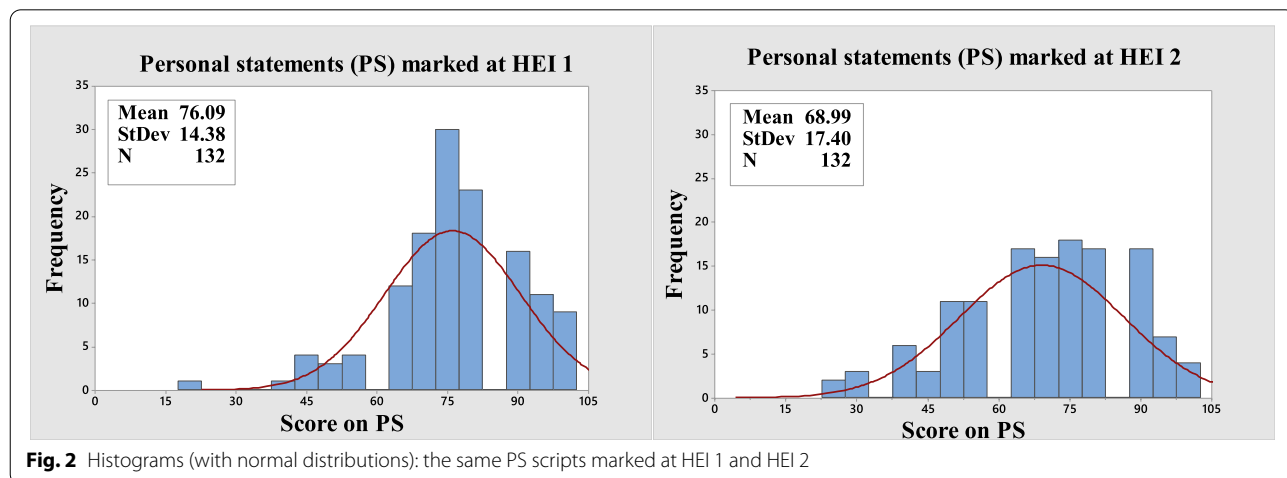 Personal statements (PS) marked at HEI 1
Mean 76.09
StDev 14.38
N 132
Frequency
35
30
25
20
15
10
5
0
0 15 30 45 60 75 90 105
Score on PS
Personal statements (PS) marked at HEI 2
Mean 68.99
StDev 17.40
N 132
Frequency
35
30
25
20
15
10
5
0
0 15 30 45 60 75 90 105
Score on PS
Fig. 2 Histograms (with normal distributions): the same PS scripts marked at HEI 1 and HEI 2